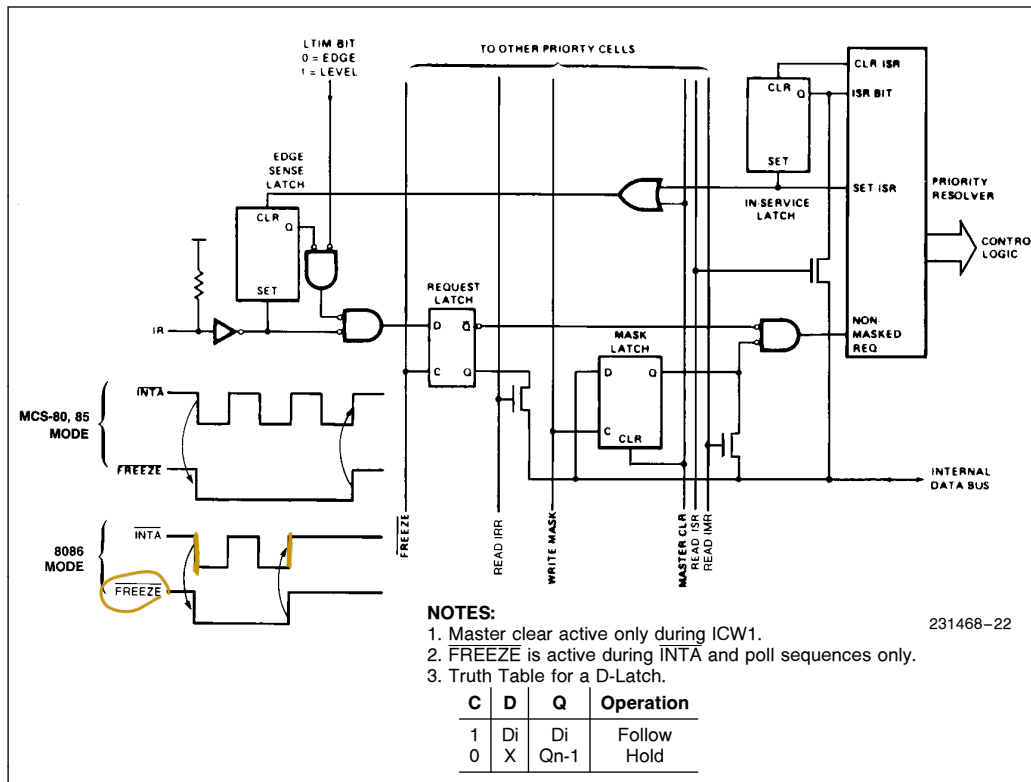 LTIM BIT
0 = EDGE
1 = LEVEL
TO OTHER PRIORTY CELLS
CLR ISR
CLR
Q
ISR BIT
EDGE
SENSE
LATCH
SET
SET ISR
PRIORITY
RESOLVER
IN-SERVICE
LATCH
CLR
Q
CONTRO
LOGIC
SET
REQUEST
LATCH
IR
D
Q
NON-
MASKED
REQ
MASK
LATCH
C
Q
D
Q
INTA
MCS-80, 85
MODE
C
CLR
FREEZE
INTERNAL
DATA BUS
INTA
8086
MODE
FREEZE
FREEZE
READ IRR
WRITE MASK
MASTER CLR
READ ISR
READ IMR
NOTES:
231468–22
1. Master clear active only during ICW1.
2. FREEZE is active during INTA and poll sequences only.
3. Truth Table for a D-Latch.
C D Q Operation
1 Di Di Follow
0 X Qn-1 Hold